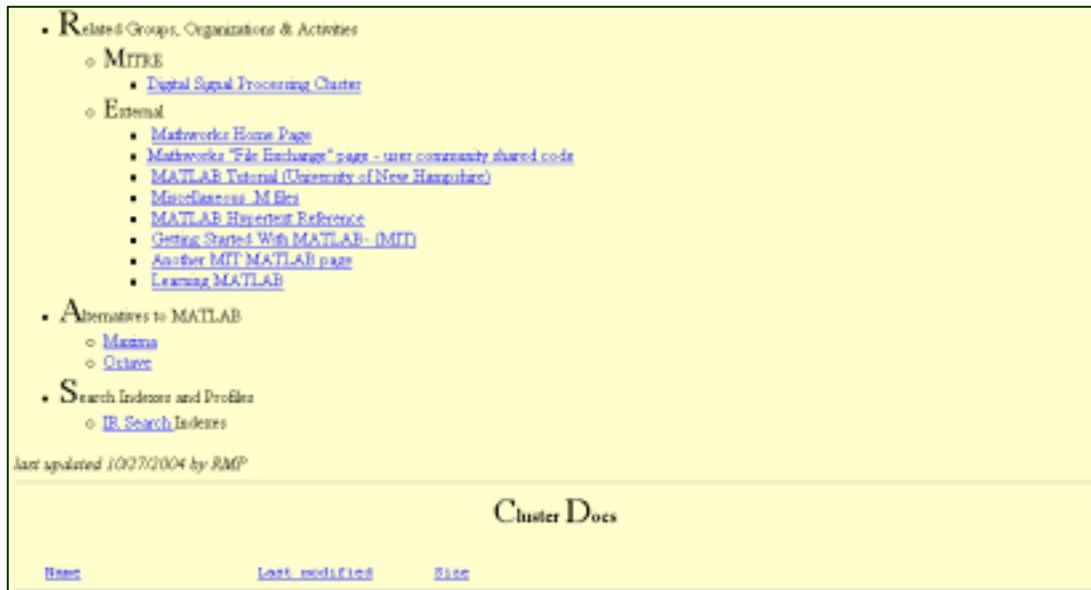 Related Groups, Organizations & Activities
MITRE
Digital Signal Processing Cluster
External
Mathworks Home Page
Mathworks "File Exchange" page - user community shared code
MATLAB Tutorial (University of New Hampshire)
Miscellaneous .M files
MATLAB Hypertext Reference
Getting Started With MATLAB- (MIT)
Another MIT MATLAB page
Learning MATLAB
Alternatives to MATLAB
Maxima
Octave
Search Indexes and Profiles
IR Search Indexes
last updated 10/27/2004 by RMP
Cluster Docs
Name Last modified Size